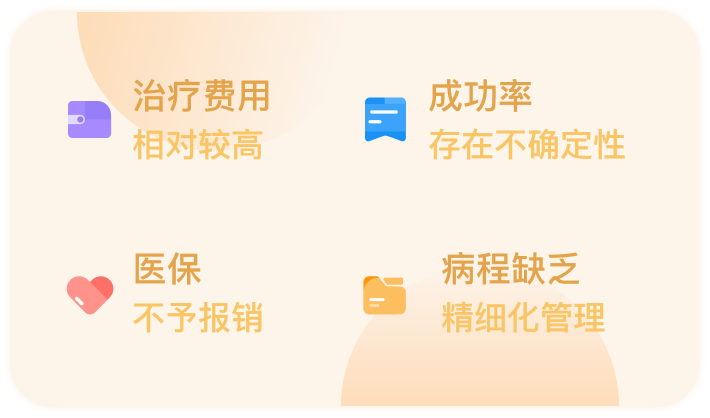 治疗费用
相对较高
成功率
存在不确定性
医保
不予报销
病程缺乏
精细化管理